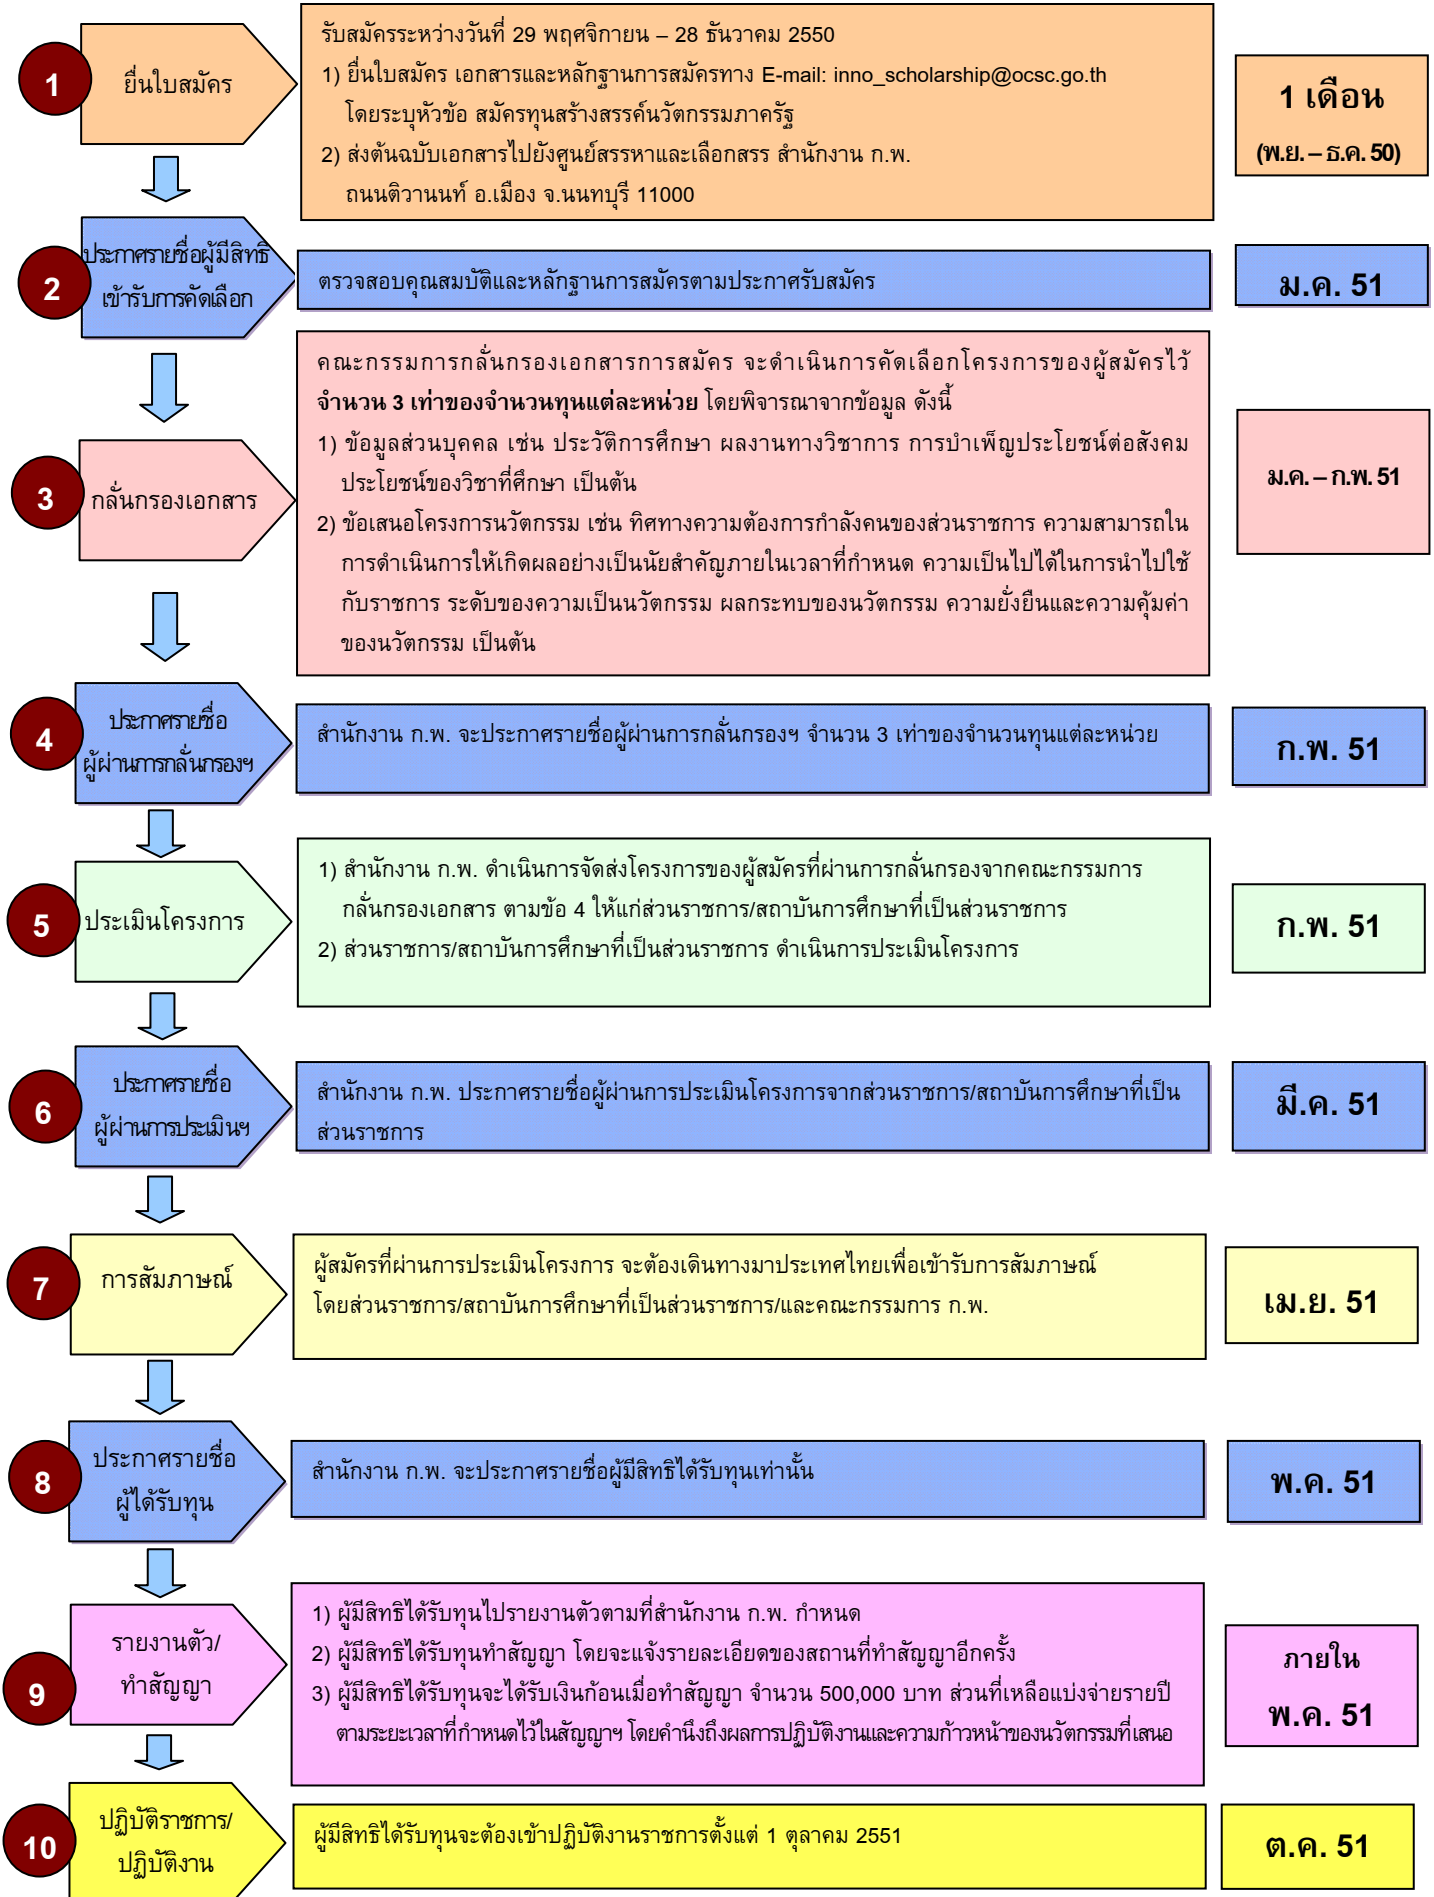 1
ยื่นใบสมัคร
รับสมัครระหว่างวันที่ 29 พฤศจิกายน – 28 ธันวาคม 2550
1) ยื่นใบสมัคร เอกสารและหลักฐานการสมัครทาง E-mail: inno_scholarship@ocsc.go.th
โดยระบุหัวข้อ สมัครทุนสร้างสรรค์นวัตกรรมภาครัฐ
2) ส่งต้นฉบับเอกสารไปยังศูนย์สรรหาและเลือกสรร สำนักงาน ก.พ.
ถนนติวานนท์ อ.เมือง จ.นนทบุรี 11000
1 เดือน
(พ.ย. – ธ.ค. 50)
2
ประกาศรายชื่อผู้มีสิทธิ
เข้ารับการคัดเลือก
ตรวจสอบคุณสมบัติและหลักฐานการสมัครตามประกาศรับสมัคร
ม.ค. 51
3
กลั่นกรองเอกสาร
คณะกรรมการกลั่นกรองเอกสารการสมัคร จะดำเนินการคัดเลือกโครงการของผู้สมัครไว้
จำนวน 3 เท่าของจำนวนทุนแต่ละหน่วย โดยพิจารณาจากข้อมูล ดังนี้
1) ข้อมูลส่วนบุคคล เช่น ประวัติการศึกษา ผลงานทางวิชาการ การบำเพ็ญประโยชน์ต่อสังคม
ประโยชน์ของวิชาที่ศึกษา เป็นต้น
2) ข้อเสนอโครงการนวัตกรรม เช่น ทิศทางความต้องการกำลังคนของส่วนราชการ ความสามารถใน
การดำเนินการให้เกิดผลอย่างเป็นนัยสำคัญภายในเวลาที่กำหนด ความเป็นไปได้ในการนำไปใช้
กับราชการ ระดับของความเป็นนวัตกรรม ผลกระทบของนวัตกรรม ความยั่งยืนและความคุ้มค่า
ของนวัตกรรม เป็นต้น
ม.ค. – ก.พ. 51
4
ประกาศรายชื่อ
ผู้ผ่านการกลั่นกรองฯ
สำนักงาน ก.พ. จะประกาศรายชื่อผู้ผ่านการกลั่นกรองฯ จำนวน 3 เท่าของจำนวนทุนแต่ละหน่วย
ก.พ. 51
5
ประเมินโครงการ
1) สำนักงาน ก.พ. ดำเนินการจัดส่งโครงการของผู้สมัครที่ผ่านการกลั่นกรองจากคณะกรรมการ
กลั่นกรองเอกสาร ตามข้อ 4 ให้แก่ส่วนราชการ/สถาบันการศึกษาที่เป็นส่วนราชการ
2) ส่วนราชการ/สถาบันการศึกษาที่เป็นส่วนราชการ ดำเนินการประเมินโครงการ
ก.พ. 51
6
ประกาศรายชื่อ
ผู้ผ่านการประเมินฯ
สำนักงาน ก.พ. ประกาศรายชื่อผู้ผ่านการประเมินโครงการจากส่วนราชการ/สถาบันการศึกษาที่เป็น
ส่วนราชการ
มี.ค. 51
7
การสัมภาษณ์
ผู้สมัครที่ผ่านการประเมินโครงการ จะต้องเดินทางมาประเทศไทยเพื่อเข้ารับการสัมภาษณ์
โดยส่วนราชการ/สถาบันการศึกษาที่เป็นส่วนราชการ/และคณะกรรมการ ก.พ.
เม.ย. 51
8
ประกาศรายชื่อ
ผู้ได้รับทุน
สำนักงาน ก.พ. จะประกาศรายชื่อผู้มีสิทธิได้รับทุนเท่านั้น
พ.ค. 51
9
รายงานตัว/
ทำสัญญา
1) ผู้มีสิทธิได้รับทุนไปรายงานตัวตามที่สำนักงาน ก.พ. กำหนด
2) ผู้มีสิทธิได้รับทุนทำสัญญา โดยจะแจ้งรายละเอียดของสถานที่ทำสัญญาอีกครั้ง
3) ผู้มีสิทธิได้รับทุนจะได้รับเงินก้อนเมื่อทำสัญญา จำนวน 500,000 บาท ส่วนที่เหลือแบ่งจ่ายรายปี
ตามระยะเวลาที่กำหนดไว้ในสัญญาฯ โดยคำนึงถึงผลการปฏิบัติงานและความก้าวหน้าของนวัตกรรมที่เสนอ
ภายใน
พ.ค. 51
10
ปฏิบัติราชการ/
ปฏิบัติงาน
ผู้มีสิทธิได้รับทุนจะต้องเข้าปฏิบัติงานราชการตั้งแต่ 1 ตุลาคม 2551
ต.ค. 51